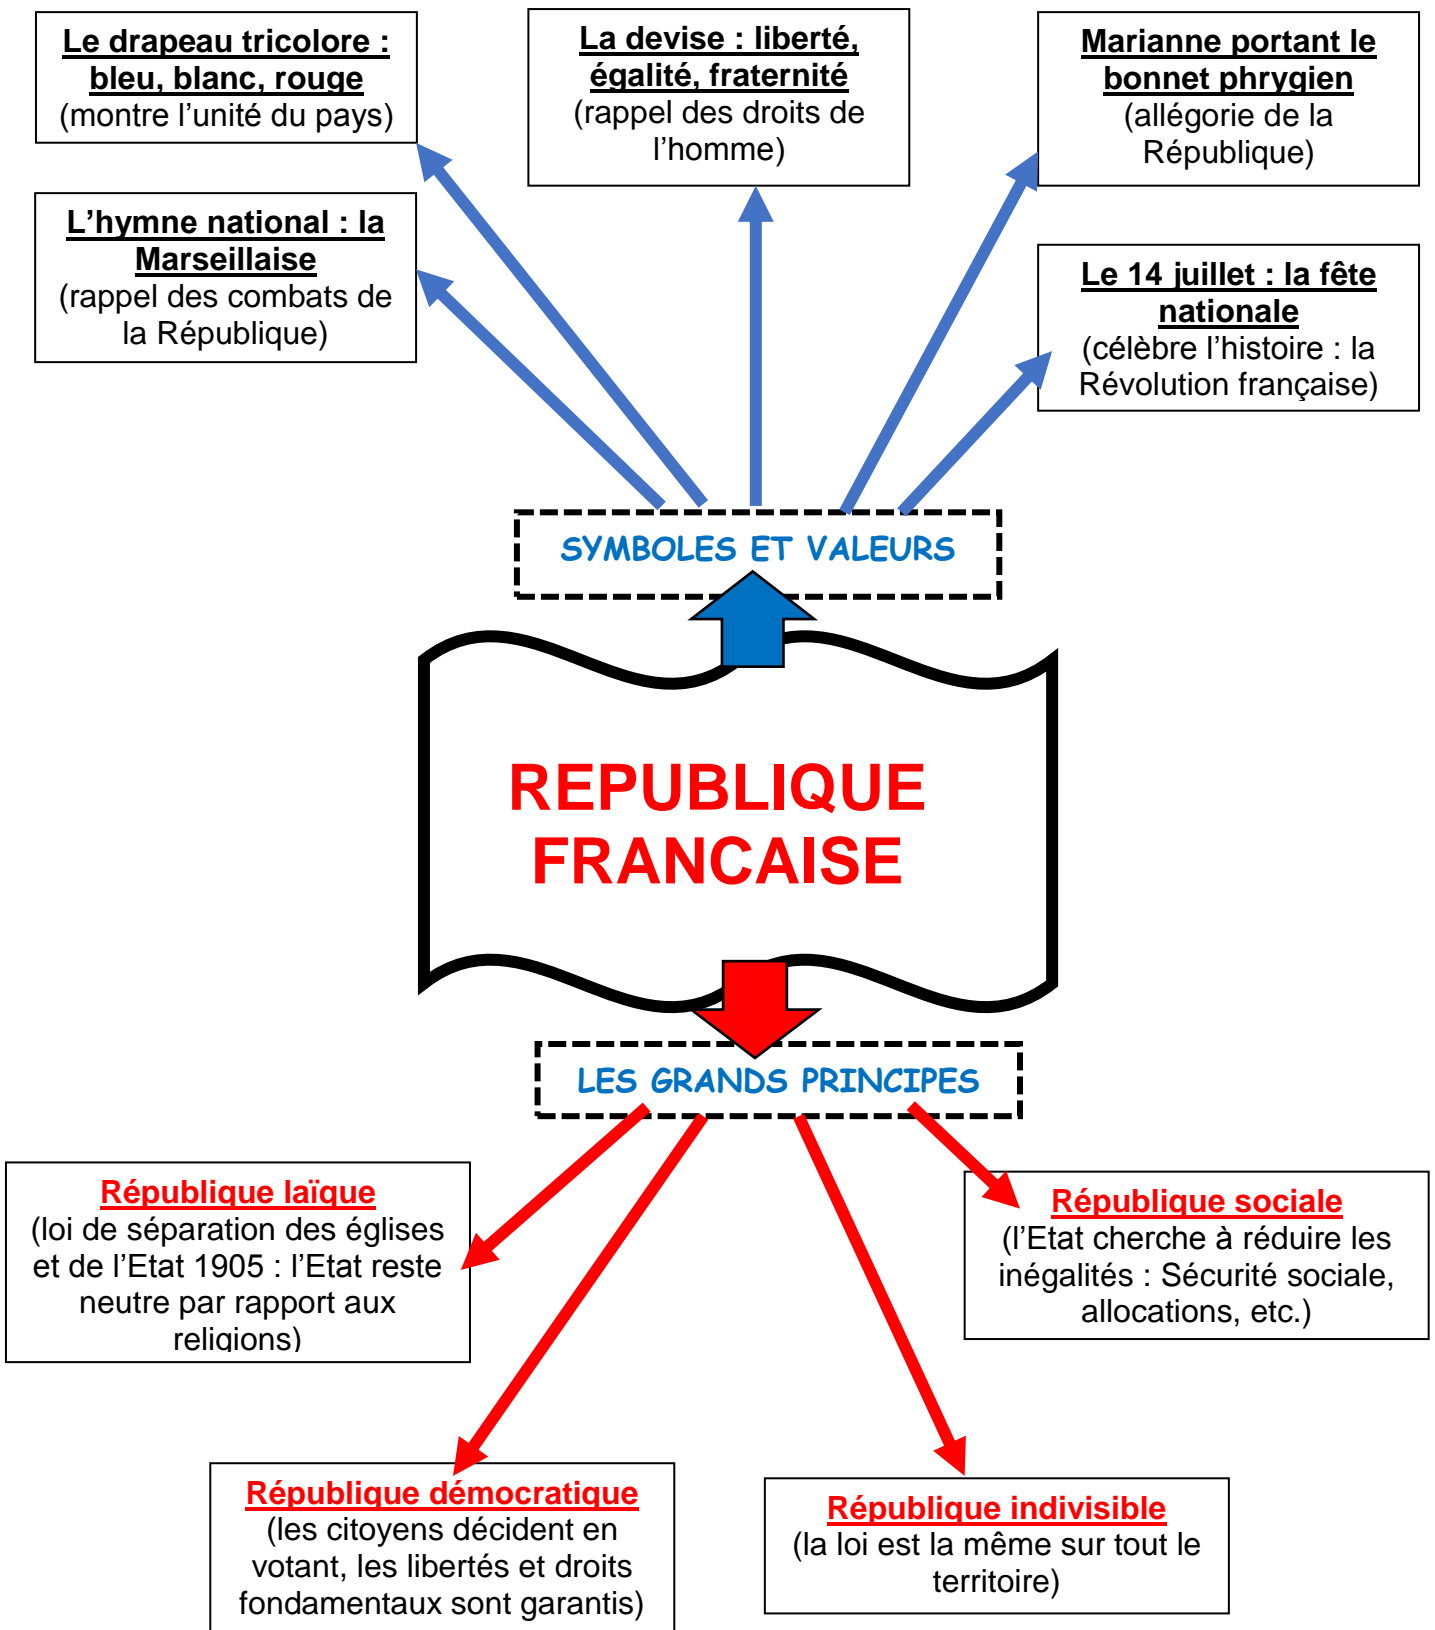 Le drapeau tricolore :
bleu, blanc, rouge
(montre l’unité du pays)
La devise : liberté,
égalité, fraternité
(rappel des droits de
l’homme)
Marianne portant le
bonnet phrygien
(allégorie de la
République)
L’hymne national : la
Marseillaise
(rappel des combats de
la République)
Le 14 juillet : la fête
nationale
(célèbre l’histoire : la
Révolution française)
SYMBOLES ET VALEURS
REPUBLIQUE
FRANCAISE
LES GRANDS PRINCIPES
République laïque
(loi de séparation des églises
et de l’Etat 1905 : l’Etat reste
neutre par rapport aux
religions)
République sociale
(l’Etat cherche à réduire les
inégalités : Sécurité sociale,
allocations, etc.)
République démocratique
(les citoyens décident en
votant, les libertés et droits
fondamentaux sont garantis)
République indivisible
(la loi est la même sur tout le
territoire)